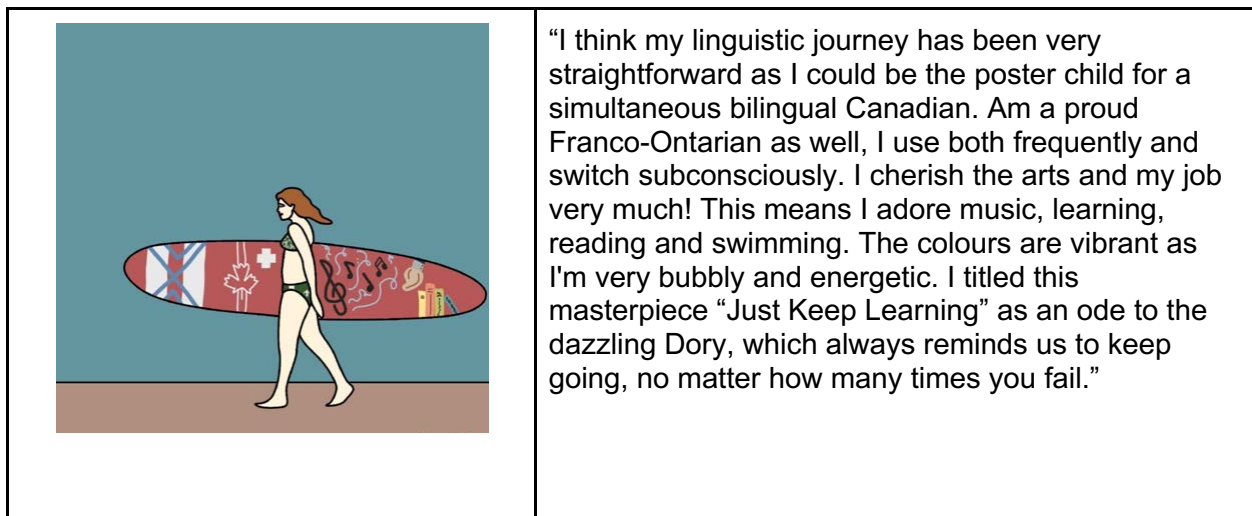 “I think my linguistic journey has been very
straightforward as I could be the poster child for a
simultaneous bilingual Canadian. Am a proud
Franco-Ontarian as well, I use both frequently and
switch subconsciously. I cherish the arts and my job
very much! This means I adore music, learning,
reading and swimming. The colours are vibrant as
I'm very bubbly and energetic. I titled this
masterpiece “Just Keep Learning” as an ode to the
dazzling Dory, which always reminds us to keep
going, no matter how many times you fail.”